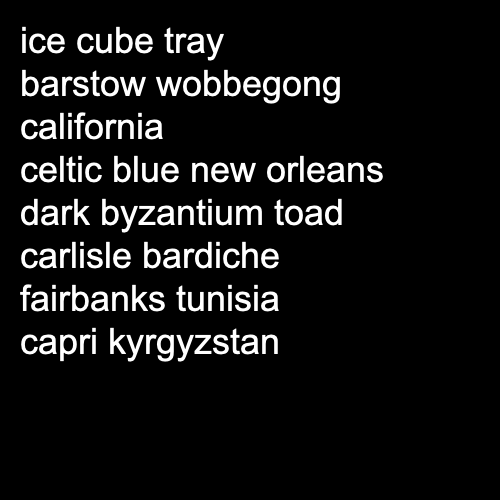 ice cube tray
barstow wobbegong
california
celtic blue new orleans
dark byzantium toad
carlisle bardiche
fairbanks tunisia
capri kyrgyzstan